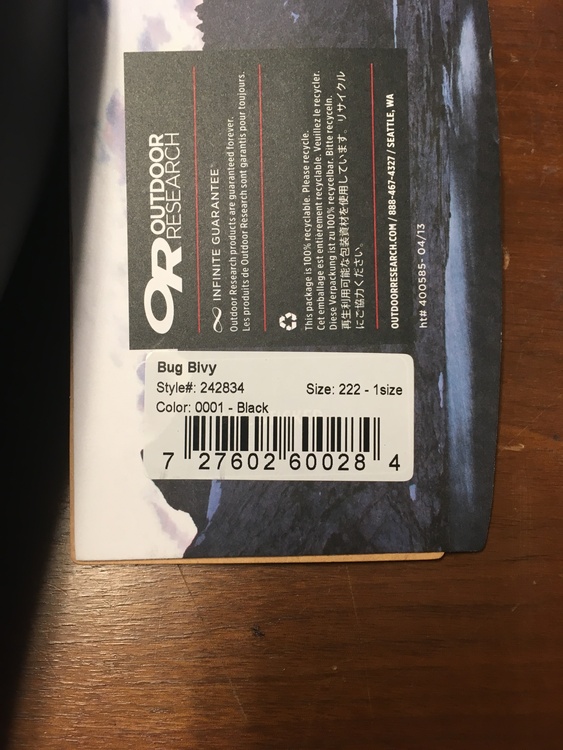 OR OUTDOOR
RESEARCH
INFINITE GUARANTEE™
Outdoor Research products are guaranteed forever.
Les produits de Outdoor Research sont garantis pour toujours.
This package is 100% recyclable. Please recycle.
Cet emballage est entièrement recyclable. Veuillez le recycler.
Diese Verpackung ist zu 100% recycelbar. Bitte recyceln.
再生利用可能な包装資材を使用しています。リサイクル
にご協力ください。
OUTDOORRESEARCH.COM / 888-467-4327 / SEATTLE, WA
ht# 400585- 04/13
Bug Bivy
Style#: 242834 Size: 222 - 1size
Color: 0001 - Black
7 27602 60028 4